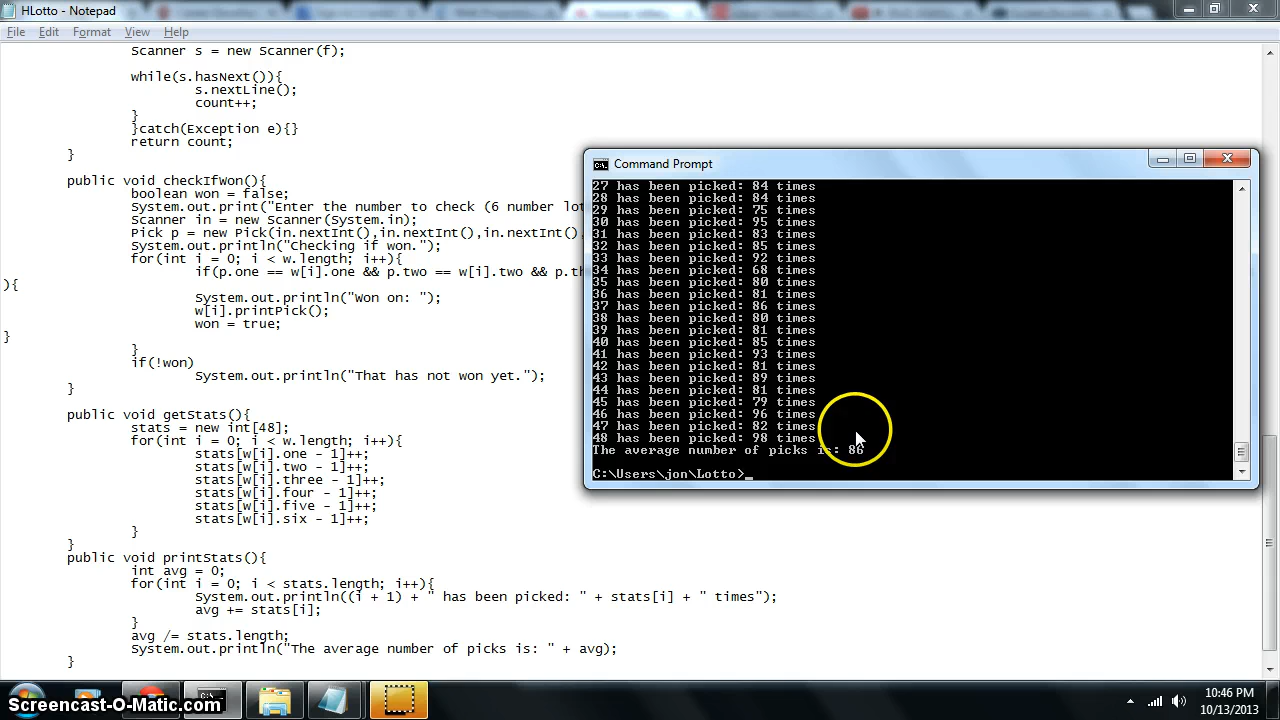 HLotto - Notepad
File Edit Format View Help
Scanner s = new Scanner(f);
while(s.hasNext()){
s.nextLine();
count++;
}
}catch(Exception e){}
return count;
}
public void checkIfWon(){
boolean won = false;
System.out.print("Enter the number to check (6 number lot
Scanner in = new Scanner(System.in);
Pick p = new Pick(in.nextInt(),in.nextInt(),in.nextInt(),
System.out.println("checking if won.");
for(int i = 0; i < w.length; i++){
if(p.one == w[i].one && p.two == w[i].two && p.th
){
System.out.println("Won on: ");
w[i].printPick();
won = true;
}
}
if(!won)
System.out.println("That has not won yet.");
}
public void getStats(){
stats = new int[48];
for(int i = 0; i < w.length; i++){
stats[w[i].one - 1]++;
stats[w[i].two - 1]++;
stats[w[i].three - 1]++;
stats[w[i].four - 1]++;
stats[w[i].five - 1]++;
stats[w[i].six - 1]++;
}
}
public void printStats(){
int avg = 0;
for(int i = 0; i < stats.length; i++){
System.out.println((i + 1) + " has been picked: " + stats[i] + " times");
avg += stats[i];
}
avg /= stats.length;
System.out.println("The average number of picks is: " + avg);
}
Command Prompt
27 has been picked: 84 times
28 has been picked: 84 times
29 has been picked: 75 times
30 has been picked: 95 times
31 has been picked: 83 times
32 has been picked: 85 times
33 has been picked: 92 times
34 has been picked: 68 times
35 has been picked: 80 times
36 has been picked: 81 times
37 has been picked: 86 times
38 has been picked: 80 times
39 has been picked: 81 times
40 has been picked: 85 times
41 has been picked: 93 times
42 has been picked: 81 times
43 has been picked: 89 times
44 has been picked: 81 times
45 has been picked: 79 times
46 has been picked: 96 times
47 has been picked: 82 times
48 has been picked: 98 times
The average number of picks is: 86
C:\Users\jon\Lotto>_
Screencast-O-Matic.com
10:46 PM
10/13/2013